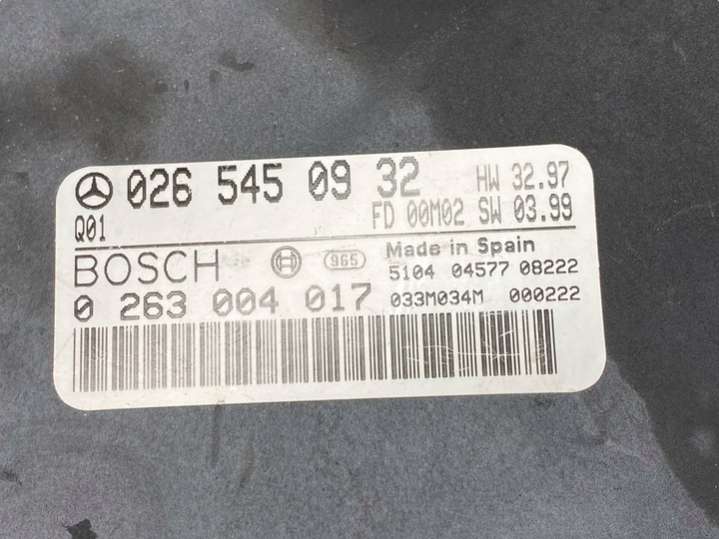 026 545 09 32 HW 32.97
Q01 FD 00M02 SW 03.99
BOSCH 965 Made in Spain
5104 04577 08222
0 263 004 017 033M034M 000222